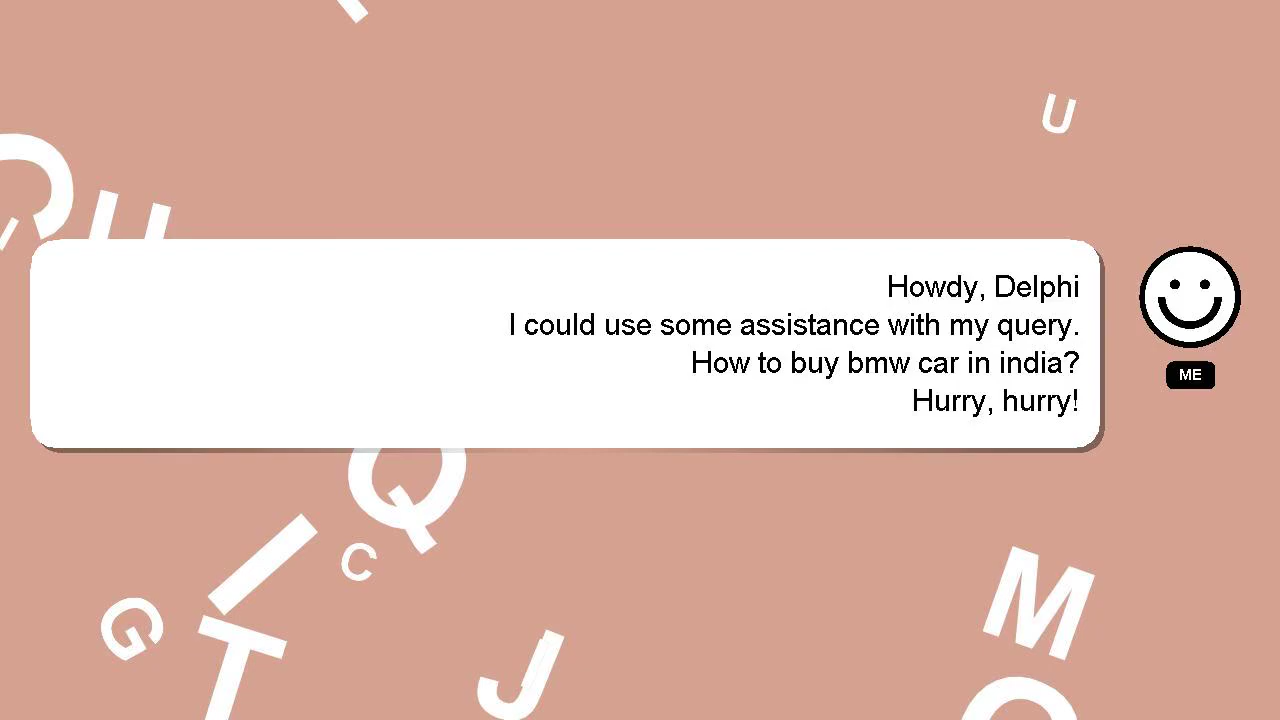 U
U
Howdy, Delphi
I could use some assistance with my query.
How to buy bmw car in india?
Hurry, hurry!
ME
Q
I
C
G
T
J
M